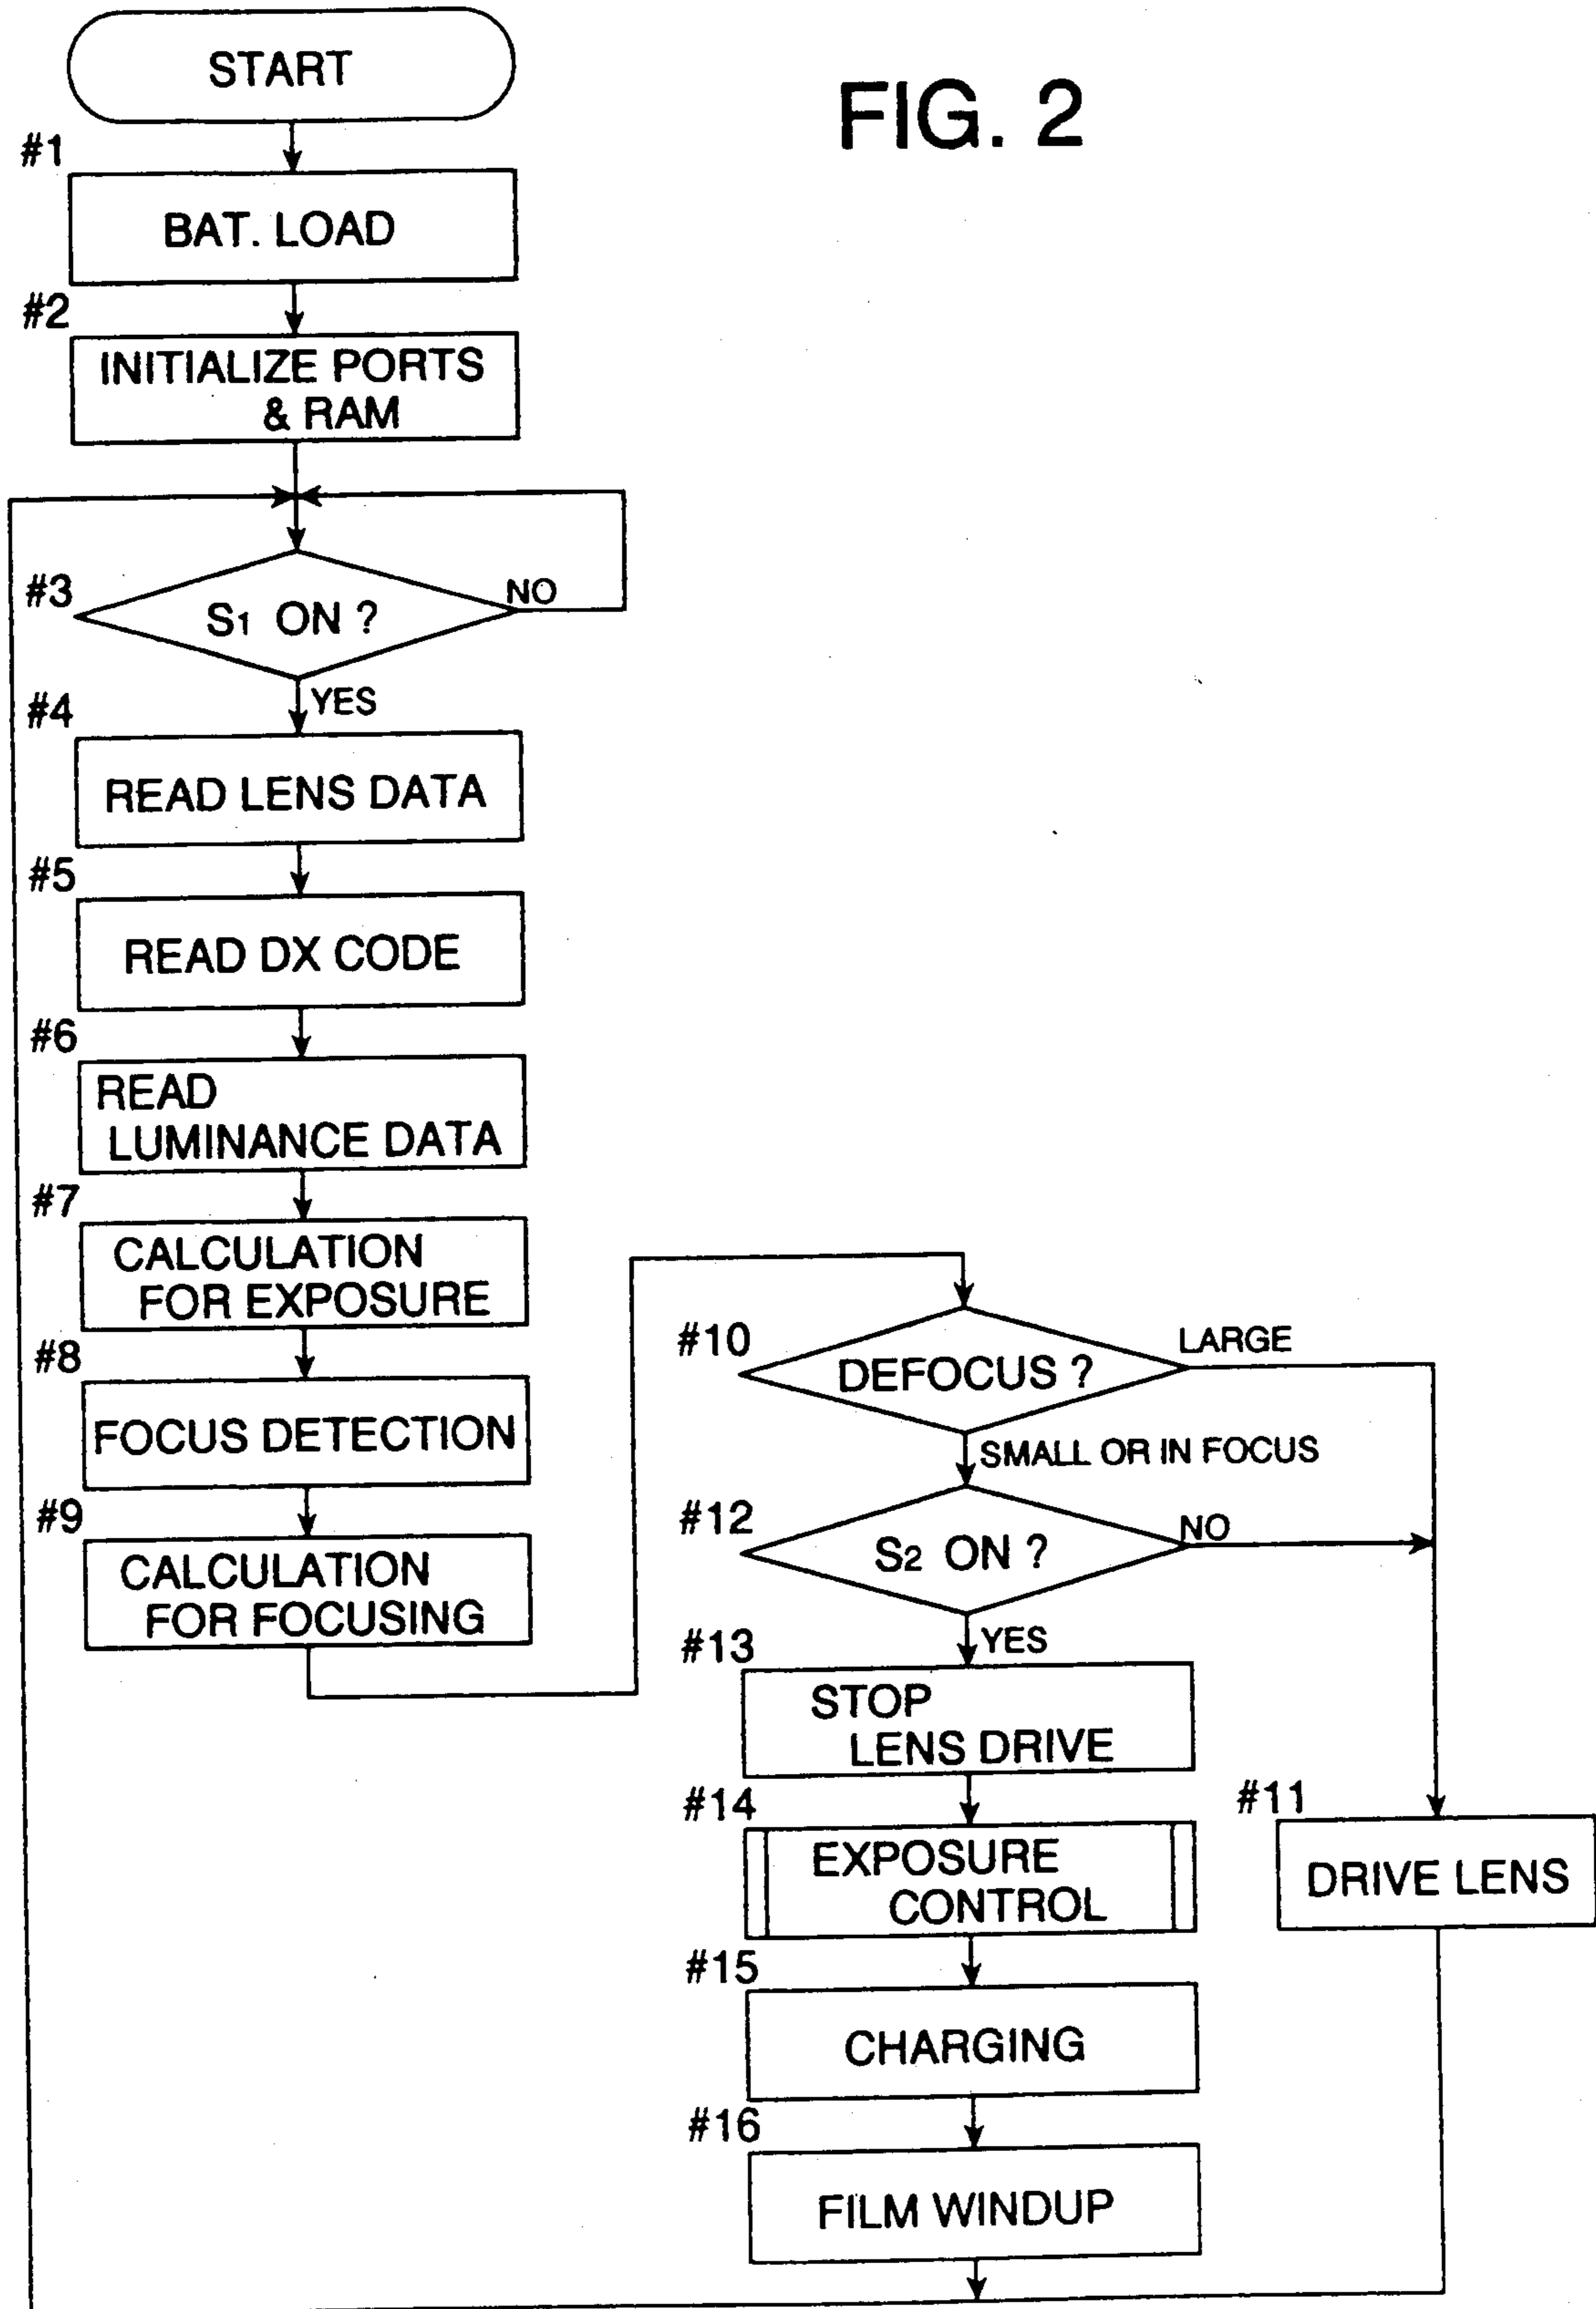 START
FIG. 2
#1
BAT. LOAD
#2
INITIALIZE PORTS
& RAM
#3
S1 ON ?
NO
YES
#4
READ LENS DATA
#5
READ DX CODE
#6
READ
LUMINANCE DATA
#7
CALCULATION
FOR EXPOSURE
#8
FOCUS DETECTION
#9
CALCULATION
FOR FOCUSING
#10
DEFOCUS ?
LARGE
SMALL OR IN FOCUS
#12
S2 ON ?
NO
YES
#13
STOP
LENS DRIVE
#14
EXPOSURE
CONTROL
#11
DRIVE LENS
#15
CHARGING
#16
FILM WINDUP